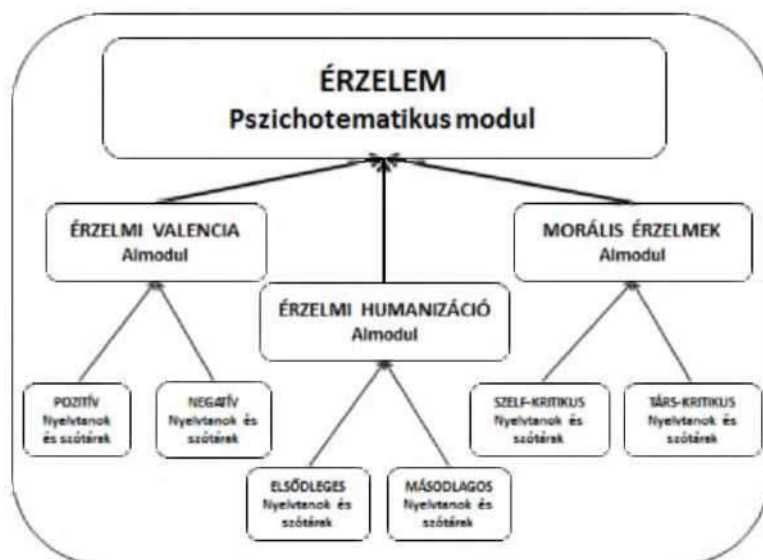 ÉRZELEM
Pszichotematikus modul
ÉRZELMI VALENCIA
Almodul
MORÁLIS ÉRZELMEK
Almodul
ÉRZELMI HUMANIZÁCIÓ
Almodul
POZITÍV
Nyelvtanok
és szótárak
NEGATÍV
Nyelvtanok és
szótárak
SZELF-KRITIKUS
Nyelvtanok és
szótárak
TÁRS-KRITIKUS
Nyelvtanok és
szótárak
ELSŐDLEGES
Nyelvtanok és
szótárak
MÁSODLAGOS
Nyelvtanok és
szótárak